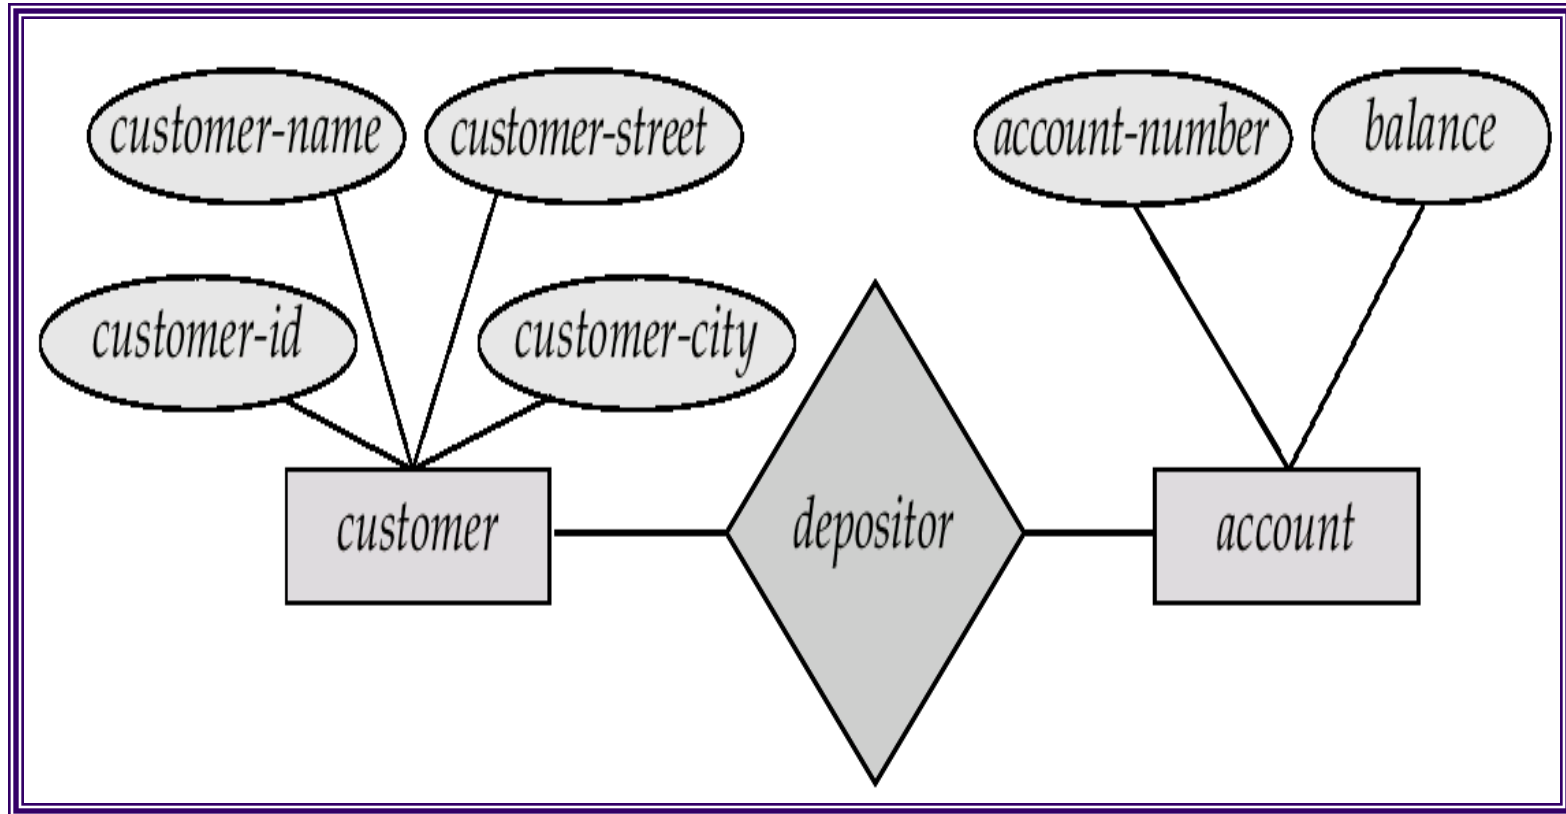 customer-name
customer-street
account-number
balance
customer-id
customer-city
customer
depositor
account